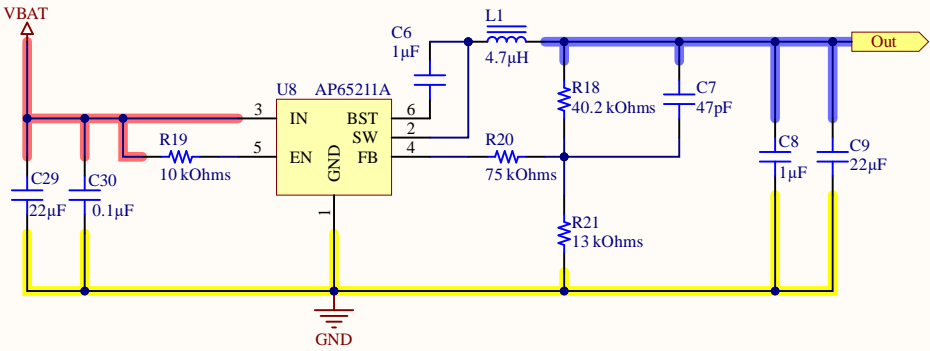 VBAT
C6
1µF
L1
4.7µH
Out
U8
AP65211A
3
IN
BST
6
SW
2
5
EN
GND
FB
4
1
R19
10 kOhms
R20
75 kOhms
R18
40.2 kOhms
C7
47pF
C29
22µF
C30
0.1µF
C8
1µF
C9
22µF
R21
13 kOhms
GND